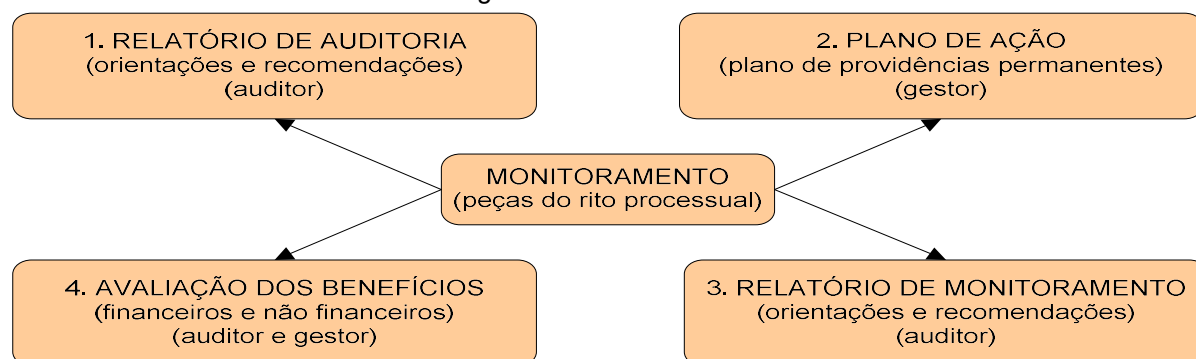 1. RELATÓRIO DE AUDITORIA
(orientações e recomendações)
(auditor)
2. PLANO DE AÇÃO
(plano de providências permanentes)
(gestor)
MONITORAMENTO
(peças do rito processual)
4. AVALIAÇÃO DOS BENEFÍCIOS
(financeiros e não financeiros)
(auditor e gestor)
3. RELATÓRIO DE MONITORAMENTO
(orientações e recomendações)
(auditor)